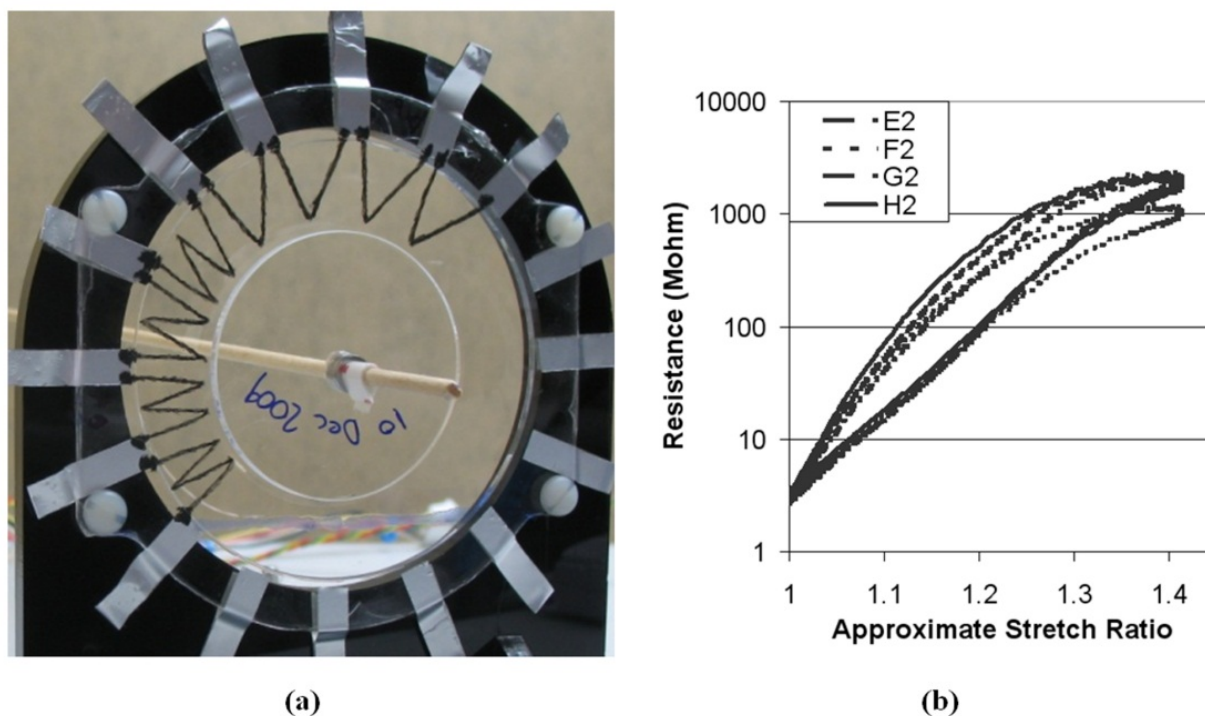 10 Dec 2009
10000
1000
100
10
1
E2
F2
G2
H2
Resistance (Mohm)
1
1.1
1.2
1.3
1.4
Approximate Stretch Ratio
(a)
(b)